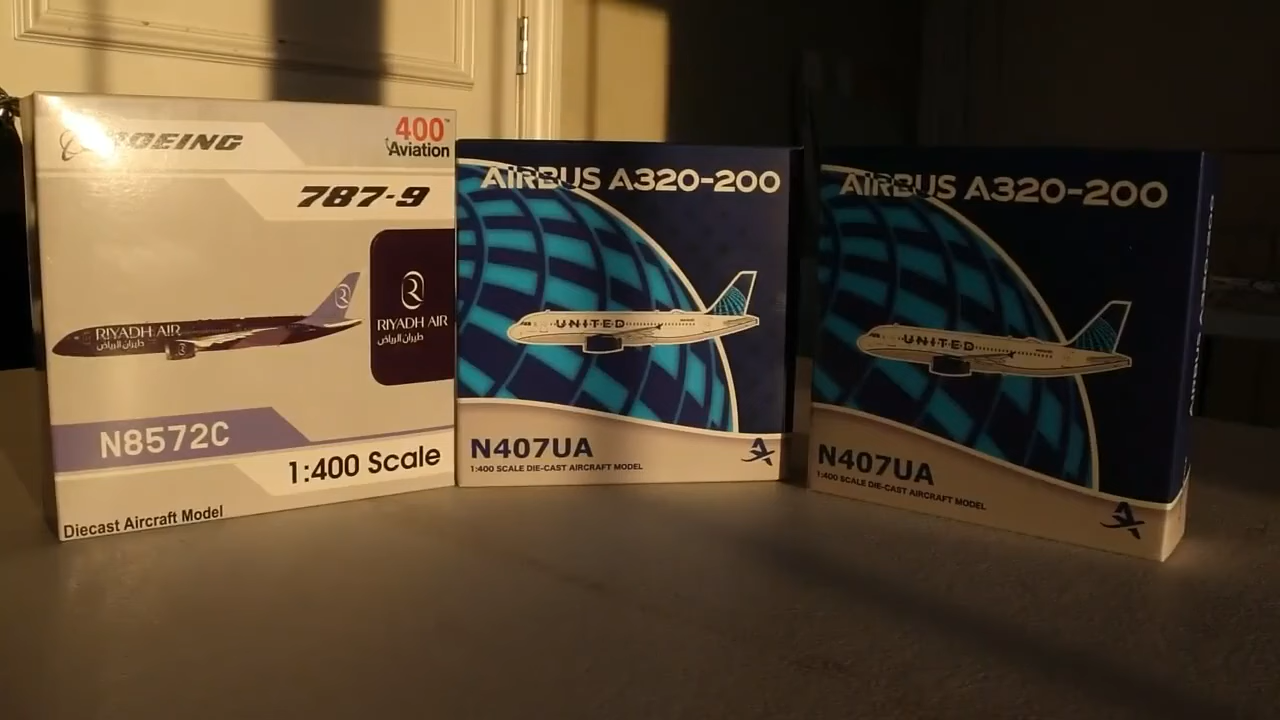 BOEING
400™
Aviation
787-9
RIYADH AIR
طيران الرياض
RIYADH AIR
طيران الرياض
N8572C
1:400 Scale
Diecast Aircraft Model
AIRBUS A320-200
UNITED
N407UA
1:400 SCALE DIE-CAST AIRCRAFT MODEL
AIRBUS A320-200
UNITED
N407UA
1:400 SCALE DIE-CAST AIRCRAFT MODEL